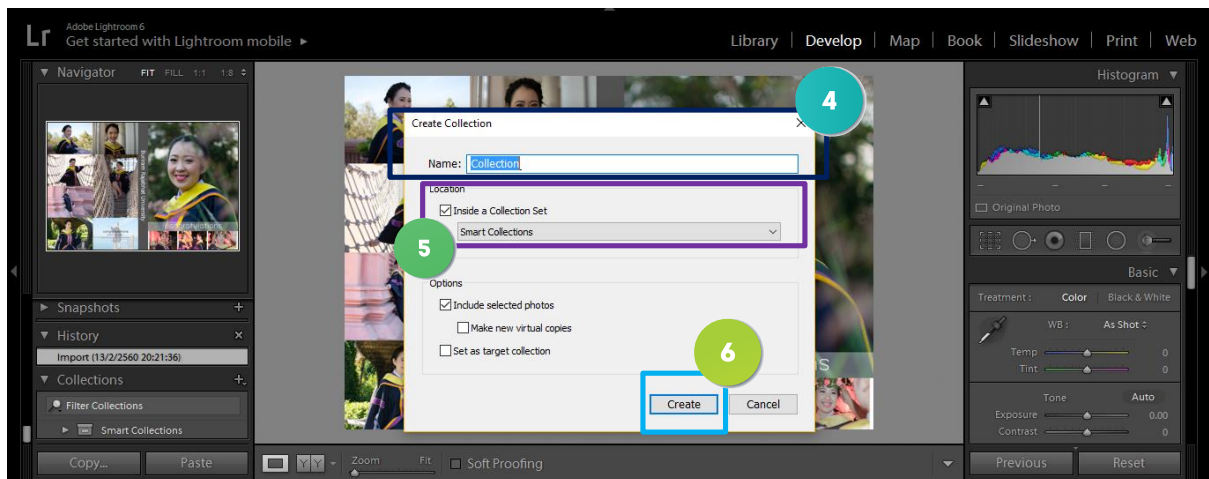 Lr Adobe Lightroom 6
Get started with Lightroom mobile ►
Library | Develop | Map | Book | Slideshow | Print | Web
Navigator FIT FILL 1:1 1:8
Snapshots +
History ×
Import (13/2/2560 20:21:36)
Collections +
Filter Collections
Smart Collections
Copy... Paste
4
Create Collection ×
Name: Collection
Location
Inside a Collection Set
Smart Collections
5
Options
Include selected photos
Make new virtual copies
Set as target collection
6
Create Cancel
YY Zoom Fit Soft Proofing
Histogram
Original Photo
Basic
Treatment : Color Black & White
WB : As Shot
Temp 0
Tint 0
Tone Auto
Exposure 0.00
Contrast 0
Previous Reset